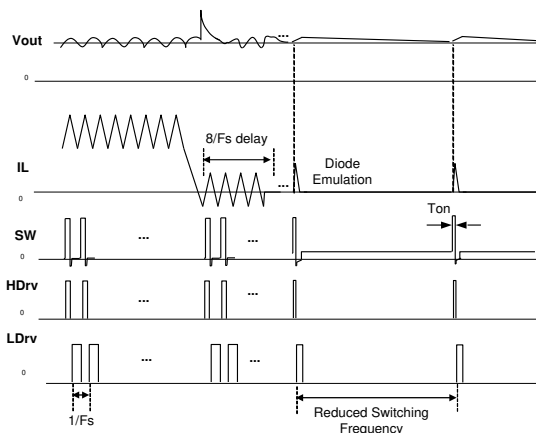 Vout
...
0
8/Fs delay
IL
Diode
Emulation
...
0
Ton
SW
...
...
0
HDrv
...
...
0
LDrv
...
...
0
1/Fs
Reduced Switching
Frequency